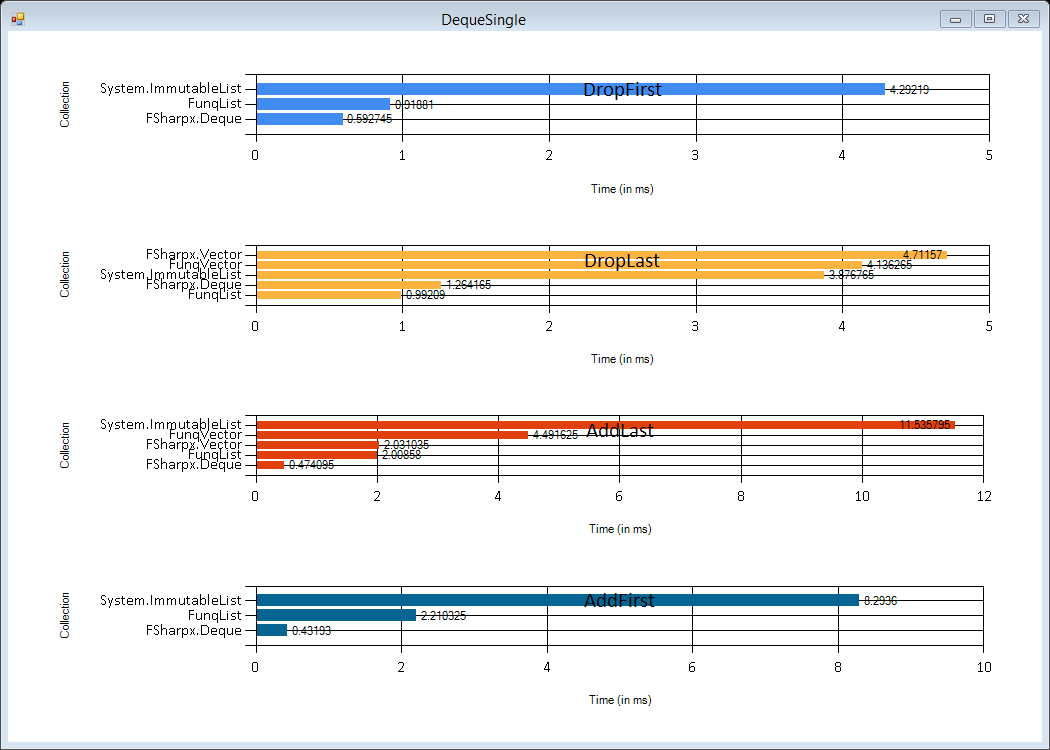 DequeSingle
DropFirst
Collection
System.ImmutableList 4.29219
FunqList 0.91881
FSharpx.Deque 0.592745
0 1 2 3 4 5
Time (in ms)
DropLast
Collection
FSharpx.Vector 4.71157
FunqVector 4.136265
System.ImmutableList 3.876765
FSharpx.Deque 1.264165
FunqList 0.99209
0 1 2 3 4 5
Time (in ms)
AddLast
Collection
System.ImmutableList 11.535795
FunqVector 4.491625
FSharpx.Vector 2.031035
FunqList 2.00858
FSharpx.Deque 0.474095
0 2 4 6 8 10 12
Time (in ms)
AddFirst
Collection
System.ImmutableList 8.2936
FunqList 2.210325
FSharpx.Deque 0.43193
0 2 4 6 8 10
Time (in ms)